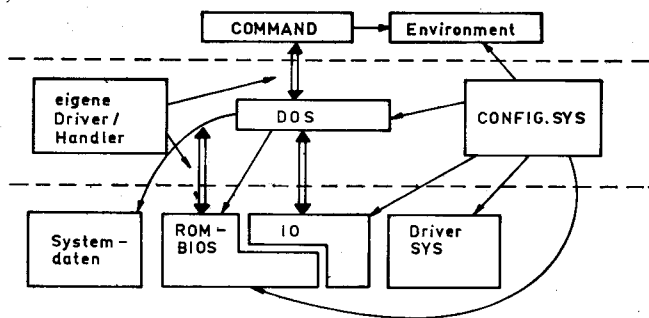 COMMAND
Environment
eigene
Driver/
Handler
DOS
CONFIG.SYS
System-
daten
ROM-
BIOS
IO
Driver
SYS